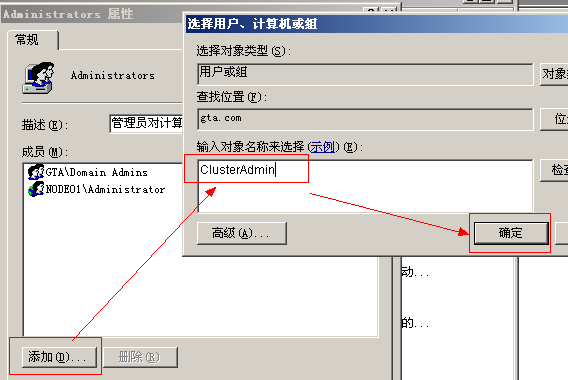 Administrators 属性
常规
Administrators
描述(E):
管理员对计算
成员(M):
GTA\Domain Admins
NODE01\Administrator
添加(D)...
删除(R)
选择用户、计算机或组
选择对象类型(S):
用户或组
对象
查找位置(F):
gta.com
位
输入对象名称来选择(示例)(E):
ClusterAdmin
检查
高级(A)...
确定
动...
的...